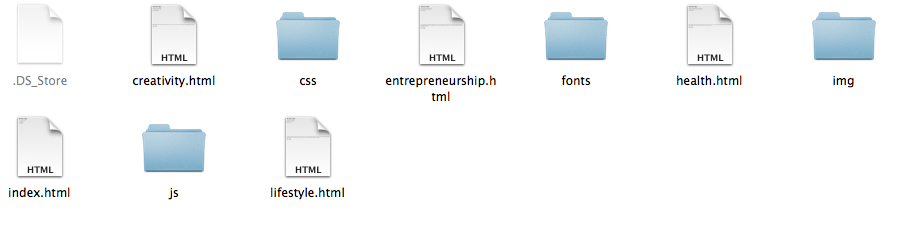 .DS_Store
HTML
creativity.html
css
HTML
entrepreneurship.h
tml
fonts
HTML
health.html
img
HTML
index.html
js
HTML
lifestyle.html